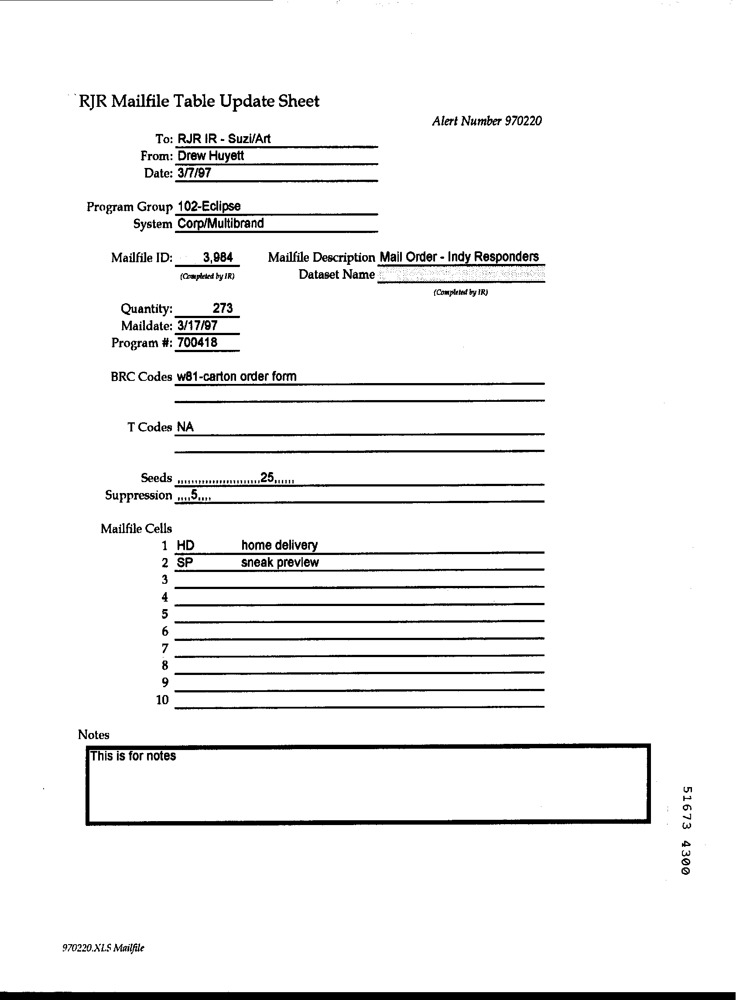 RJR Mailfile Table Update Sheet
Alert Number 970220
To: RJR IR - Suzi/Art
From: Drew Huyett
Date: 3/7/97
Program Group 102-Eclipse
System Corp/Multibrand
Mailfile ID: 3,984 Mailfile Description Mail Order - Indy Responders
(Completed by IR) Dataset Name
(Completed by IR)
Quantity: 273
Maildate: 3/17/97
Program #: 700418
BRC Codes w81-carton order form
T Codes NA
Seeds ,,,,,,,,,,,,,,,,,,,,,,,,25,,,,,,
Suppression ,,,,5,,,,
Mailfile Cells
1 HD home delivery
2 SP sneak preview
3
4
5
6
7
8
9
10
Notes
This is for notes
51673 4300
970220.XLS Mailfile